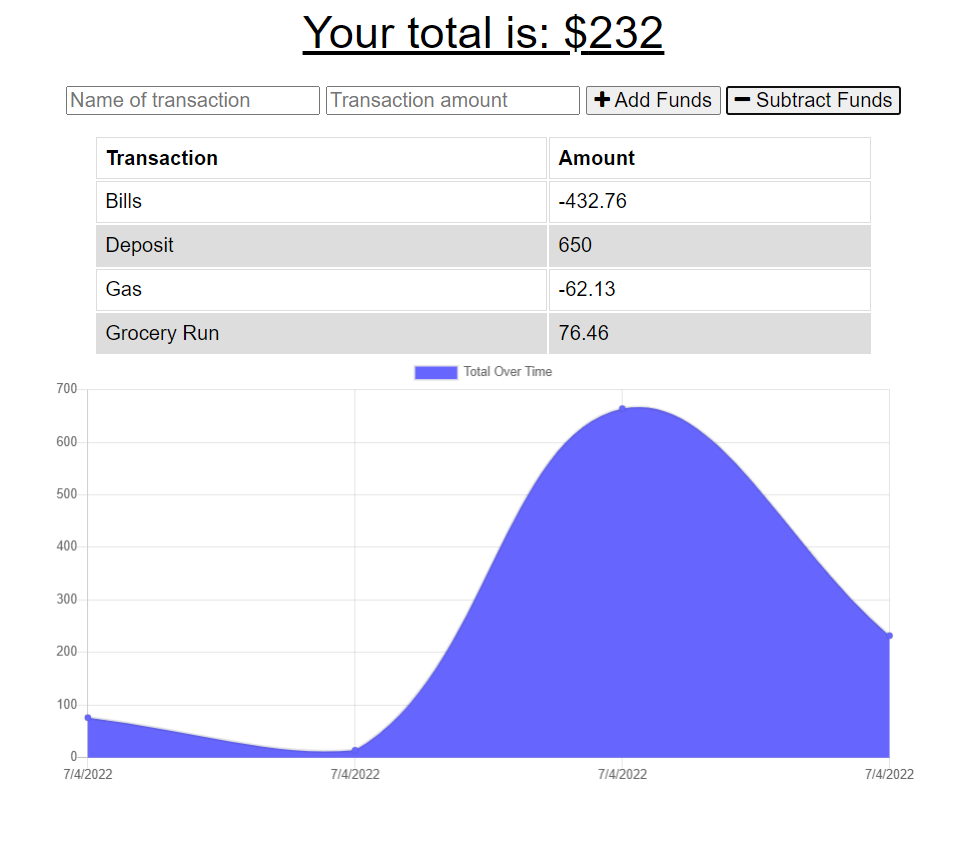 Your total is: $232
Name of transaction Transaction amount + Add Funds - Subtract Funds
Transaction Amount
Bills -432.76
Deposit 650
Gas -62.13
Grocery Run 76.46
Total Over Time
700
600
500
400
300
200
100
0
7/4/2022 7/4/2022 7/4/2022 7/4/2022